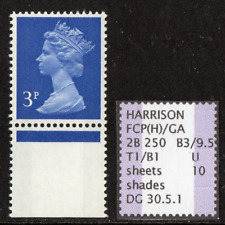 3P
HARRISON
FCP(H)/GA
2B 250 B3/9.5
T1/B1 U
sheets 10
shades
DG 30.5.1